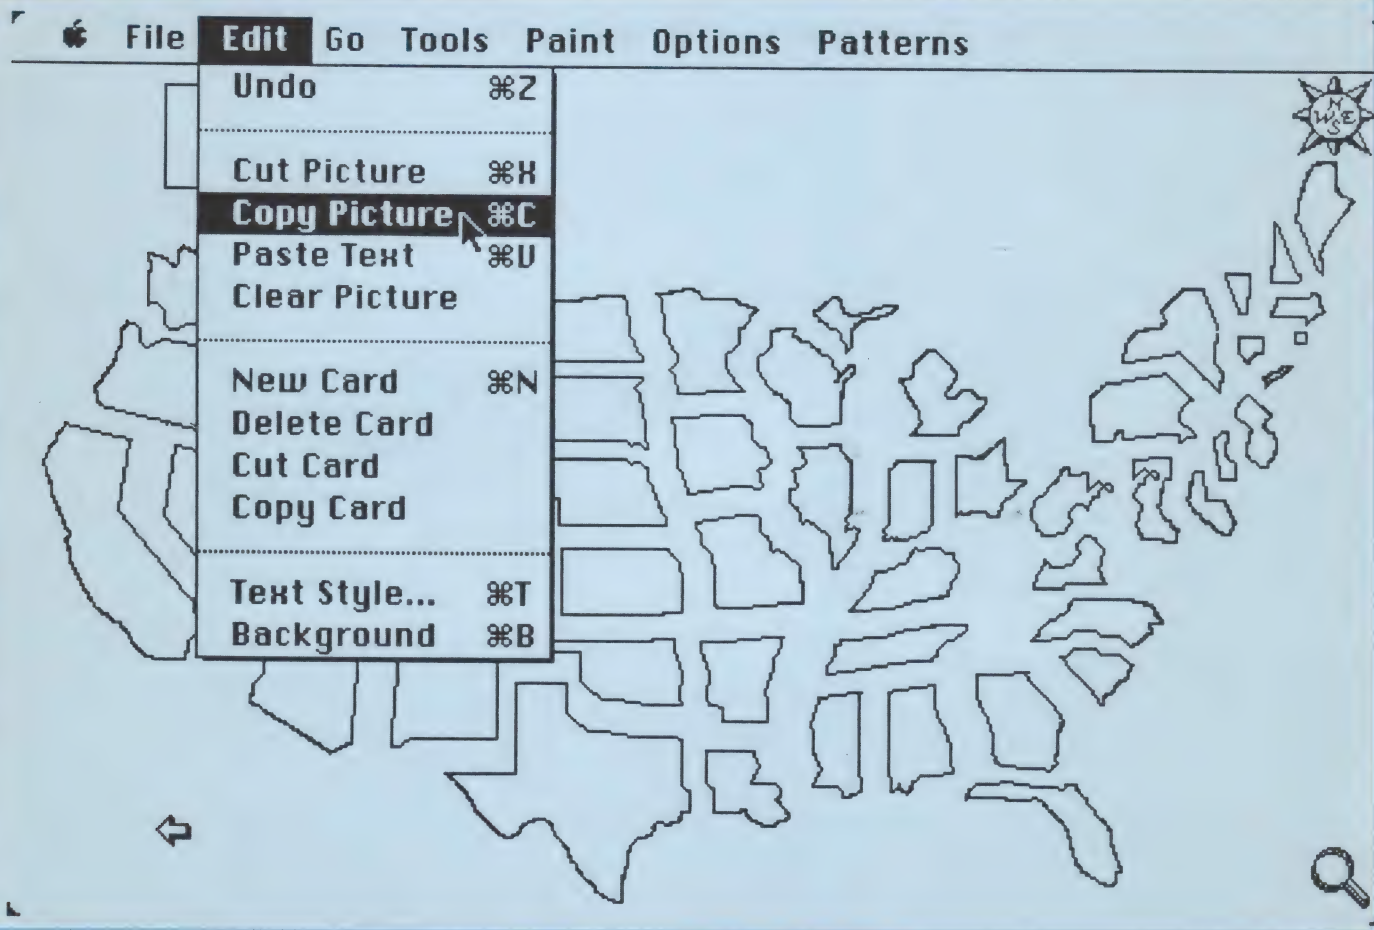 File Edit Go Tools Paint Options Patterns
Undo ⌘Z
Cut Picture ⌘X
Copy Picture ⌘C
Paste Text ⌘V
Clear Picture
New Card ⌘N
Delete Card
Cut Card
Copy Card
Text Style... ⌘T
Background ⌘B
N
W E
S